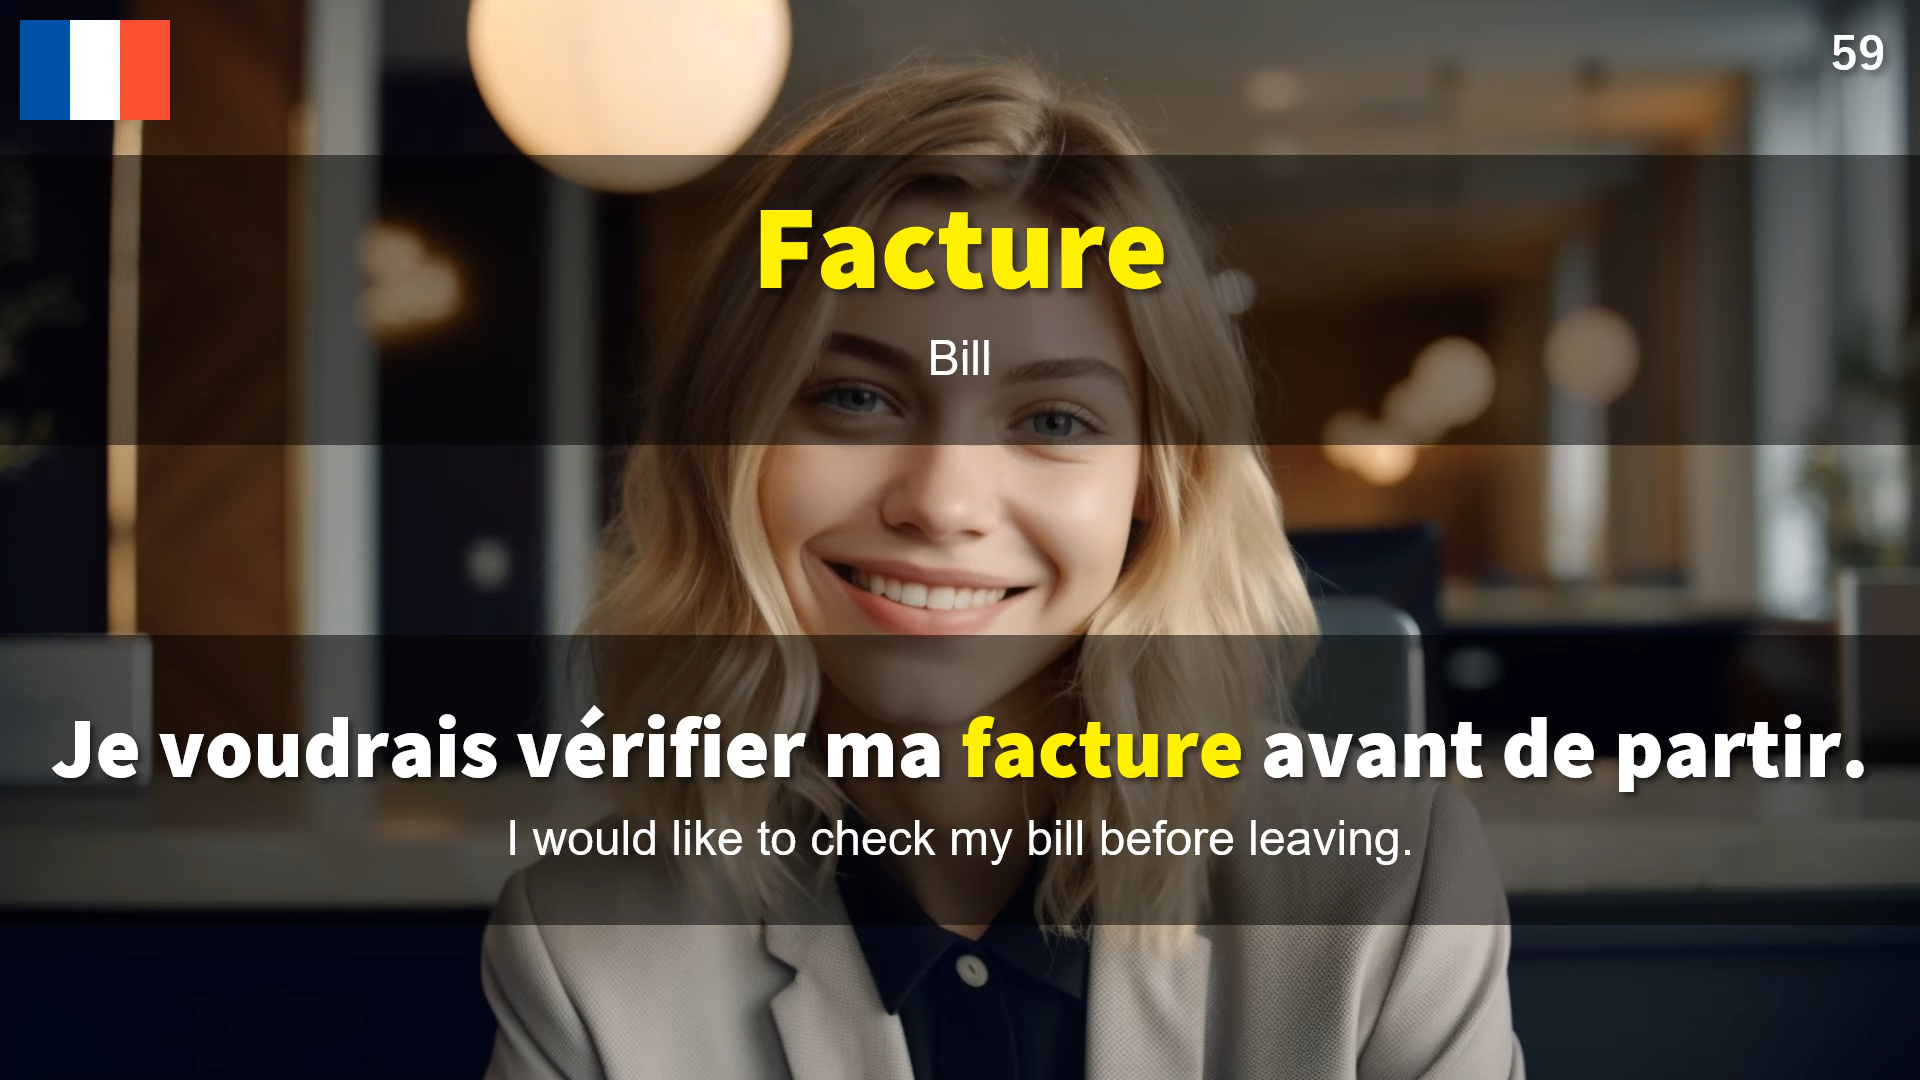 59
Facture
Bill
Je voudrais vérifier ma facture avant de partir.
I would like to check my bill before leaving.